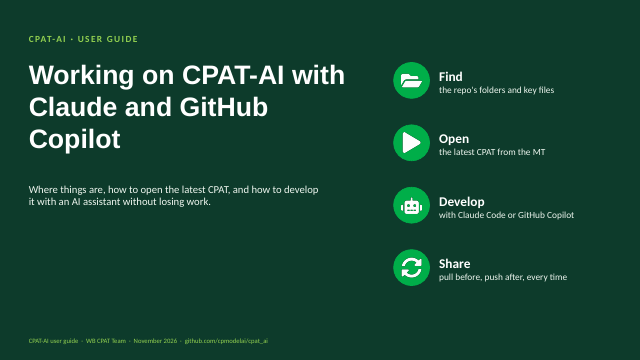 CPAT-AI · USER GUIDE
Working on CPAT-AI with
Claude and GitHub
Copilot
Where things are, how to open the latest CPAT, and how to develop
it with an AI assistant without losing work.
Find
the repo's folders and key files
Open
the latest CPAT from the MT
Develop
with Claude Code or GitHub Copilot
Share
pull before, push after, every time
CPAT-AI user guide · WB CPAT Team · November 2026 · github.com/cpmodelai/cpat_ai